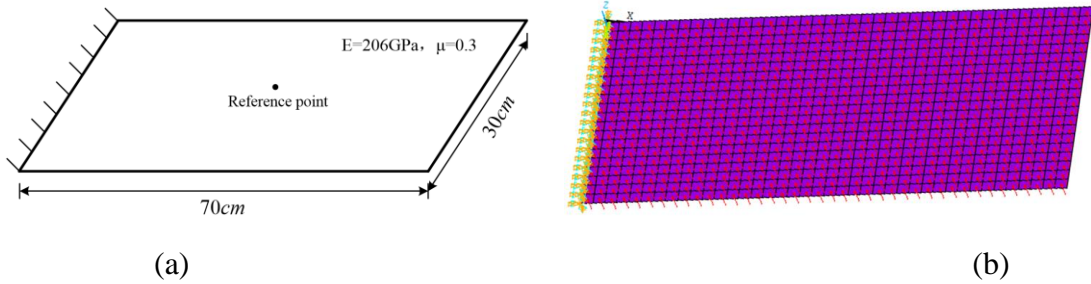 E=206GPa，μ=0.3
Reference point
30cm
70cm
Z
X
(a)
(b)